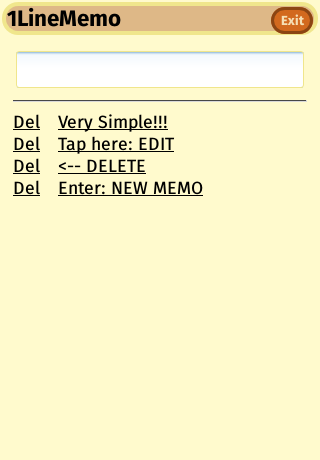 1LineMemo Exit
Del Very Simple!!!
Del Tap here: EDIT
Del <-- DELETE
Del Enter: NEW MEMO